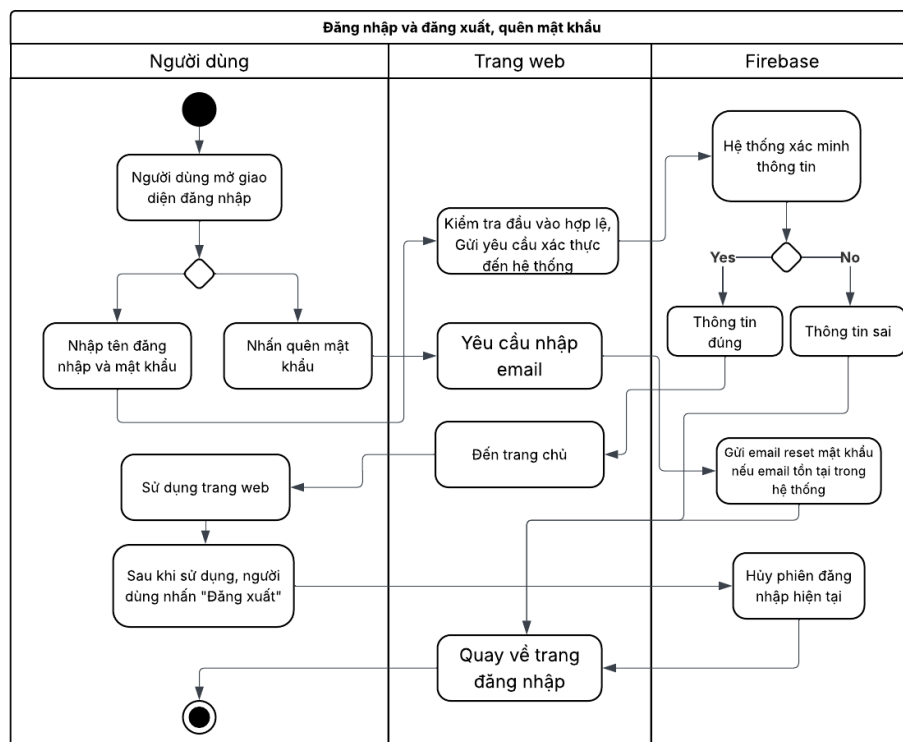 Đăng nhập và đăng xuất, quên mật khẩu
Người dùng
Trang web
Firebase
Hệ thống xác minh
thông tin
Người dùng mở giao
diện đăng nhập
Kiểm tra đầu vào hợp lệ,
Gửi yêu cầu xác thực
đến hệ thống
Yes
No
Nhập tên đăng
nhập và mật khẩu
Nhấn quên mật
khẩu
Yêu cầu nhập
email
Thông tin
đúng
Thông tin sai
Đến trang chủ
Gửi email reset mật khẩu
nếu email tồn tại trong
hệ thống
Sử dụng trang web
Sau khi sử dụng, người
dùng nhấn "Đăng xuất"
Hủy phiên đăng
nhập hiện tại
Quay về trang
đăng nhập